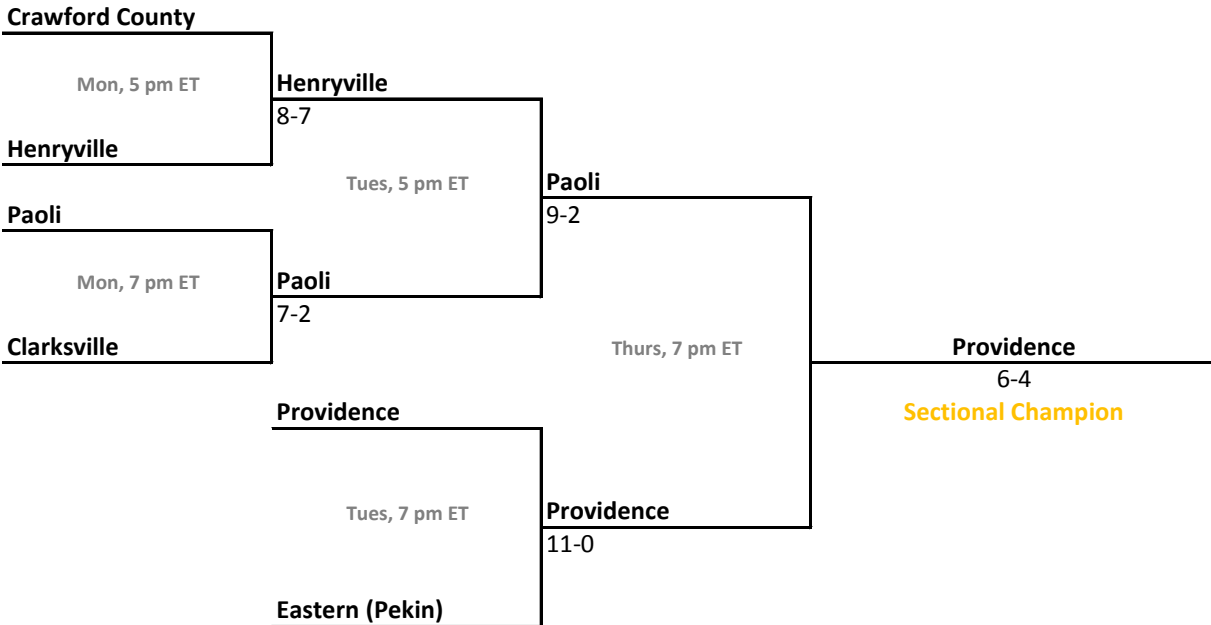 Crawford County
Mon, 5 pm ET
Henryville
8-7
Henryville
Tues, 5 pm ET
Paoli
9-2
Paoli
Mon, 7 pm ET
Paoli
7-2
Clarksville
Thurs, 7 pm ET
Providence
6-4
Sectional Champion
Providence
Tues, 7 pm ET
Providence
11-0
Eastern (Pekin)